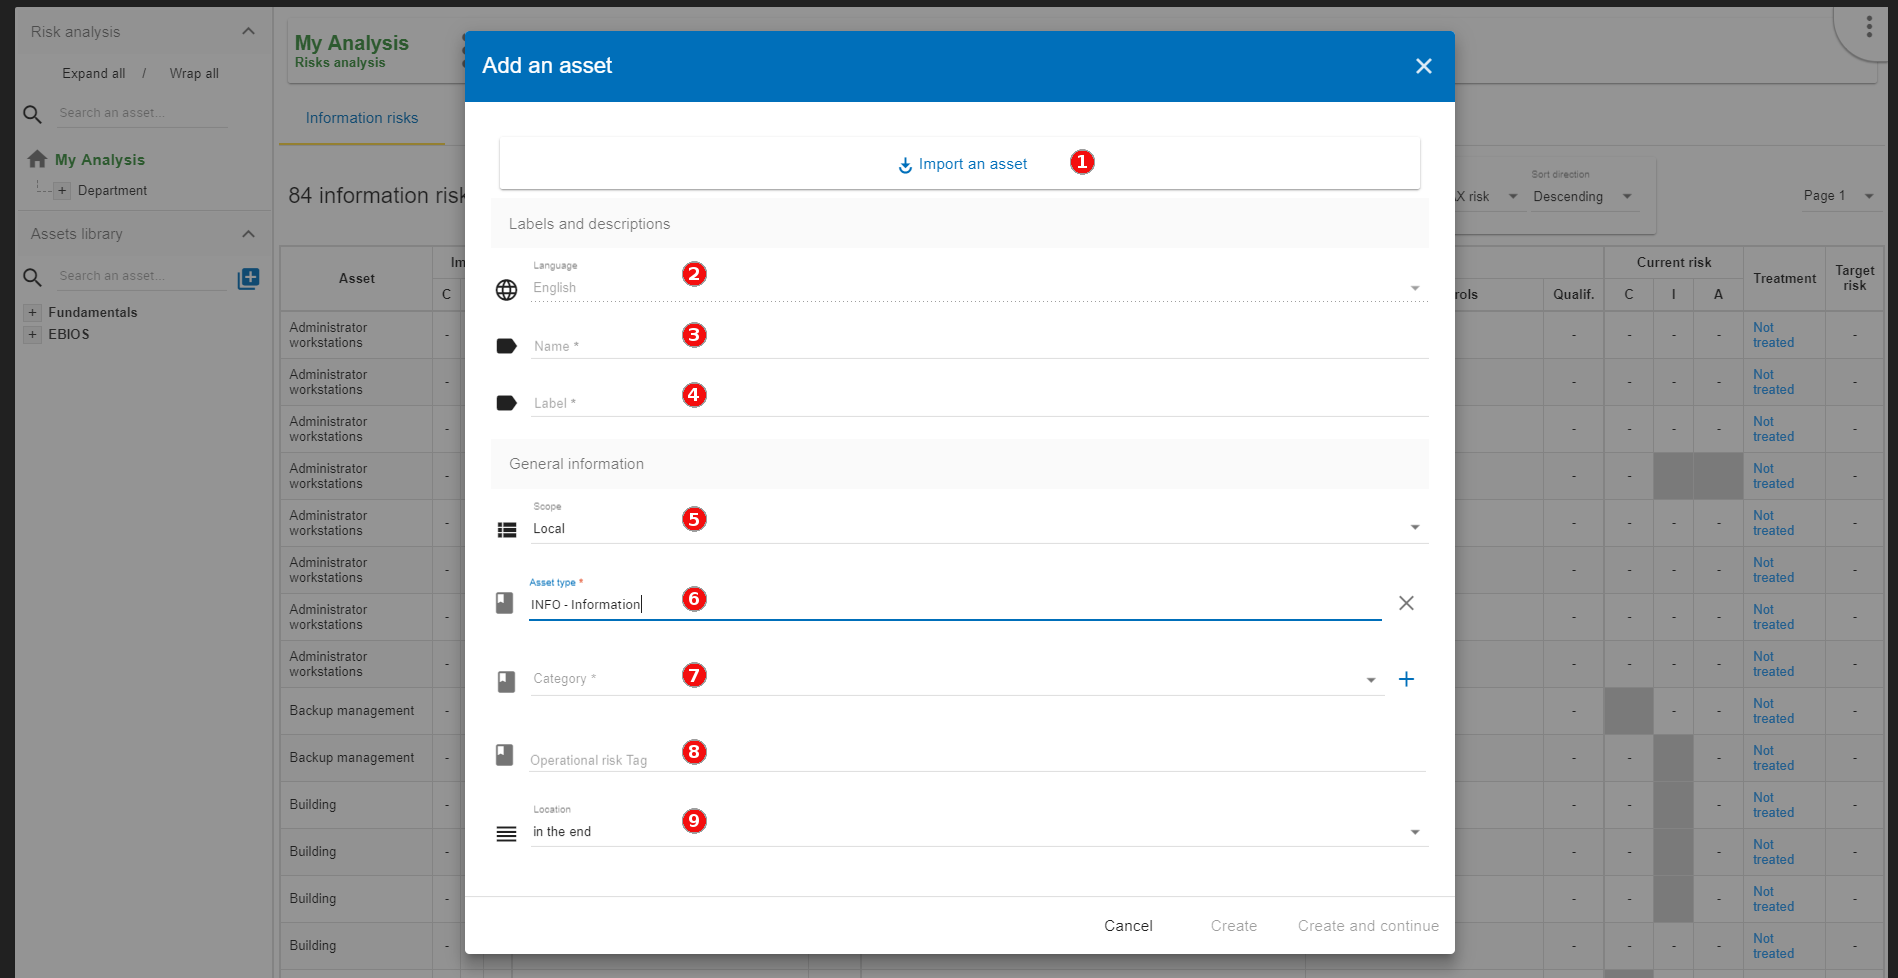 Risk analysis
Expand all / Wrap all
Search an asset...
My Analysis
+ Department
Assets library
Search an asset...
+ Fundamentals
+ EBIOS
My Analysis
Risks analysis
Information risks
84 information risk
X risk
Sort direction
Descending
Page 1
Asset
Im
C
rols
Qualif.
Current risk
C I A
Treatment
Target risk
Administrator workstations - - - - - Not treated -
Administrator workstations - - - - - Not treated -
Administrator workstations - - - - - Not treated -
Administrator workstations - - - Not treated -
Administrator workstations - - - - - Not treated -
Administrator workstations - - - - - Not treated -
Administrator workstations - - - - - Not treated -
Administrator workstations - - - - - Not treated -
Backup management - - - - Not treated -
Backup management - - - - Not treated -
Building - - - - Not treated -
Building - - - - Not treated -
Building - - - - Not treated -
Building - - - - - Not treated -
Add an asset
Import an asset 1
Labels and descriptions
Language
English 2
Name * 3
Label * 4
General information
Scope
Local 5
Asset type *
INFO - Information 6
Category * 7
Operational risk Tag 8
Location
in the end 9
Cancel Create Create and continue